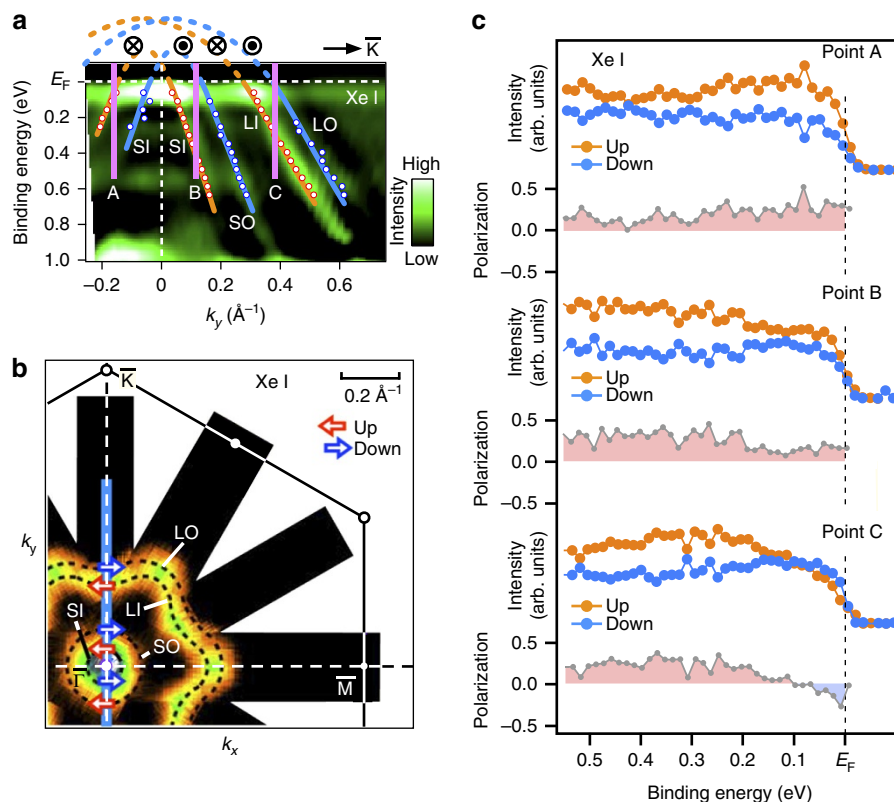 a
K̅
E_F
Xe I
Binding energy (eV)
0.2
0.4
0.6
0.8
1.0
SI
SI
LI
LO
SO
A
B
C
High
Intensity
Low
−0.2
0
0.2
0.4
0.6
k_y (Å⁻¹)
b
K̅
Xe I
0.2 Å⁻¹
Up
Down
k_y
LO
LI
SI
SO
Γ̅
M̅
k_x
c
Xe I
Point A
Intensity
(arb. units)
Up
Down
Polarization
0.5
0.0
−0.5
Point B
Intensity
(arb. units)
Up
Down
Polarization
0.5
0.0
−0.5
Point C
Intensity
(arb. units)
Up
Down
Polarization
0.5
0.0
−0.5
0.5
0.4
0.3
0.2
0.1
E_F
Binding energy (eV)